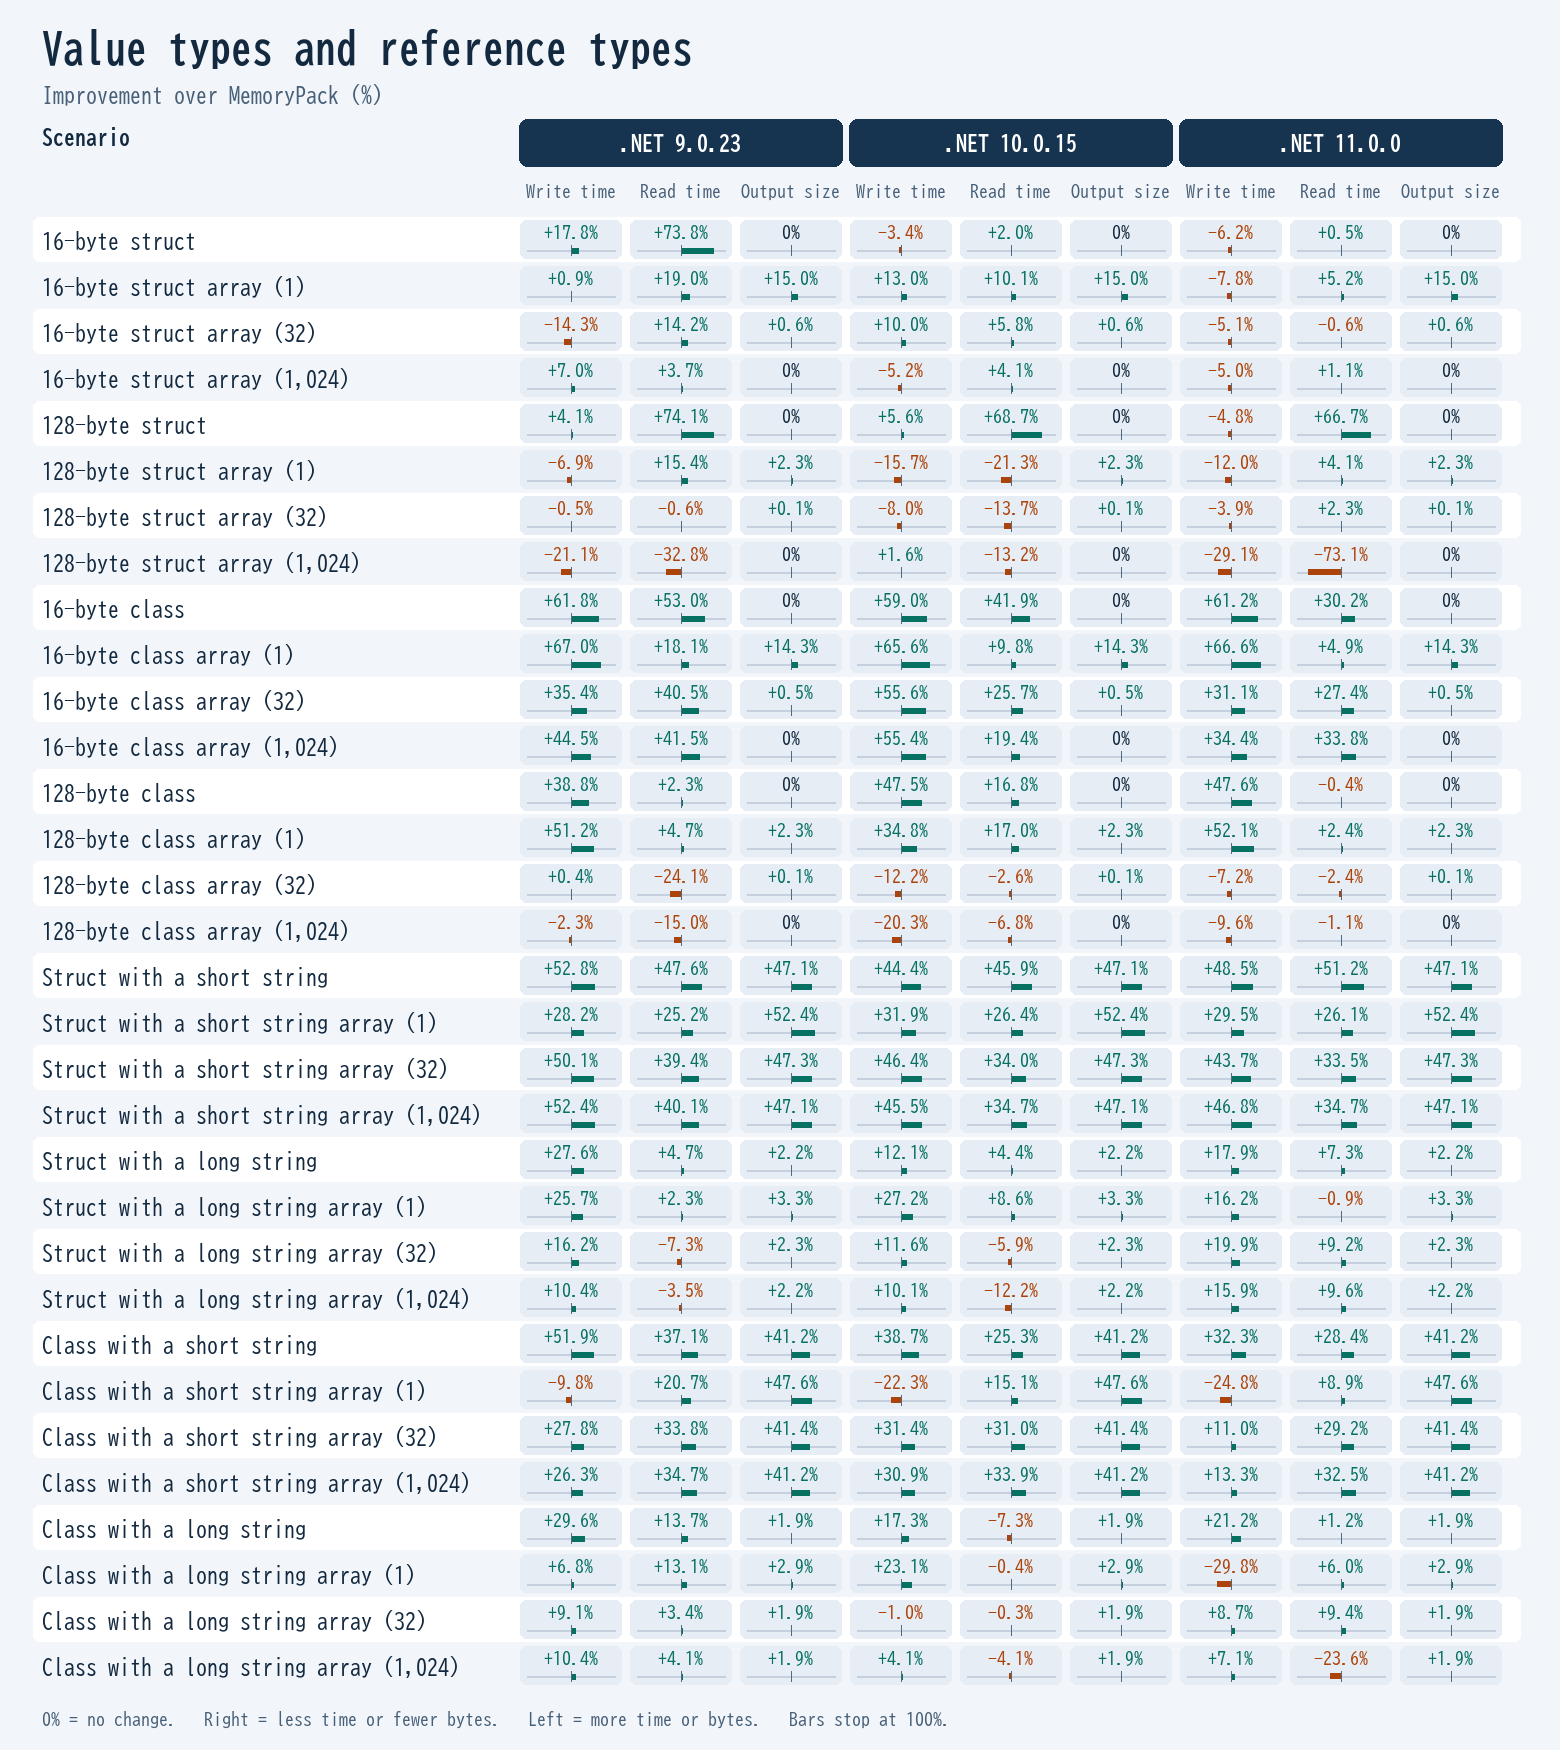 Value types and reference types
Improvement over MemoryPack (%)
Scenario .NET 9.0.23 .NET 10.0.15 .NET 11.0.0
Write time Read time Output size Write time Read time Output size Write time Read time Output size
16-byte struct +17.8% +73.8% 0% -3.4% +2.0% 0% -6.2% +0.5% 0%
16-byte struct array (1) +0.9% +19.0% +15.0% +13.0% +10.1% +15.0% -7.8% +5.2% +15.0%
16-byte struct array (32) -14.3% +14.2% +0.6% +10.0% +5.8% +0.6% -5.1% -0.6% +0.6%
16-byte struct array (1,024) +7.0% +3.7% 0% -5.2% +4.1% 0% -5.0% +1.1% 0%
128-byte struct +4.1% +74.1% 0% +5.6% +68.7% 0% -4.8% +66.7% 0%
128-byte struct array (1) -6.9% +15.4% +2.3% -15.7% -21.3% +2.3% -12.0% +4.1% +2.3%
128-byte struct array (32) -0.5% -0.6% +0.1% -8.0% -13.7% +0.1% -3.9% +2.3% +0.1%
128-byte struct array (1,024) -21.1% -32.8% 0% +1.6% -13.2% 0% -29.1% -73.1% 0%
16-byte class +61.8% +53.0% 0% +59.0% +41.9% 0% +61.2% +30.2% 0%
16-byte class array (1) +67.0% +18.1% +14.3% +65.6% +9.8% +14.3% +66.6% +4.9% +14.3%
16-byte class array (32) +35.4% +40.5% +0.5% +55.6% +25.7% +0.5% +31.1% +27.4% +0.5%
16-byte class array (1,024) +44.5% +41.5% 0% +55.4% +19.4% 0% +34.4% +33.8% 0%
128-byte class +38.8% +2.3% 0% +47.5% +16.8% 0% +47.6% -0.4% 0%
128-byte class array (1) +51.2% +4.7% +2.3% +34.8% +17.0% +2.3% +52.1% +2.4% +2.3%
128-byte class array (32) +0.4% -24.1% +0.1% -12.2% -2.6% +0.1% -7.2% -2.4% +0.1%
128-byte class array (1,024) -2.3% -15.0% 0% -20.3% -6.8% 0% -9.6% -1.1% 0%
Struct with a short string +52.8% +47.6% +47.1% +44.4% +45.9% +47.1% +48.5% +51.2% +47.1%
Struct with a short string array (1) +28.2% +25.2% +52.4% +31.9% +26.4% +52.4% +29.5% +26.1% +52.4%
Struct with a short string array (32) +50.1% +39.4% +47.3% +46.4% +34.0% +47.3% +43.7% +33.5% +47.3%
Struct with a short string array (1,024) +52.4% +40.1% +47.1% +45.5% +34.7% +47.1% +46.8% +34.7% +47.1%
Struct with a long string +27.6% +4.7% +2.2% +12.1% +4.4% +2.2% +17.9% +7.3% +2.2%
Struct with a long string array (1) +25.7% +2.3% +3.3% +27.2% +8.6% +3.3% +16.2% -0.9% +3.3%
Struct with a long string array (32) +16.2% -7.3% +2.3% +11.6% -5.9% +2.3% +19.9% +9.2% +2.3%
Struct with a long string array (1,024) +10.4% -3.5% +2.2% +10.1% -12.2% +2.2% +15.9% +9.6% +2.2%
Class with a short string +51.9% +37.1% +41.2% +38.7% +25.3% +41.2% +32.3% +28.4% +41.2%
Class with a short string array (1) -9.8% +20.7% +47.6% -22.3% +15.1% +47.6% -24.8% +8.9% +47.6%
Class with a short string array (32) +27.8% +33.8% +41.4% +31.4% +31.0% +41.4% +11.0% +29.2% +41.4%
Class with a short string array (1,024) +26.3% +34.7% +41.2% +30.9% +33.9% +41.2% +13.3% +32.5% +41.2%
Class with a long string +29.6% +13.7% +1.9% +17.3% -7.3% +1.9% +21.2% +1.2% +1.9%
Class with a long string array (1) +6.8% +13.1% +2.9% +23.1% -0.4% +2.9% -29.8% +6.0% +2.9%
Class with a long string array (32) +9.1% +3.4% +1.9% -1.0% -0.3% +1.9% +8.7% +9.4% +1.9%
Class with a long string array (1,024) +10.4% +4.1% +1.9% +4.1% -4.1% +1.9% +7.1% -23.6% +1.9%
0% = no change. Right = less time or fewer bytes. Left = more time or bytes. Bars stop at 100%.